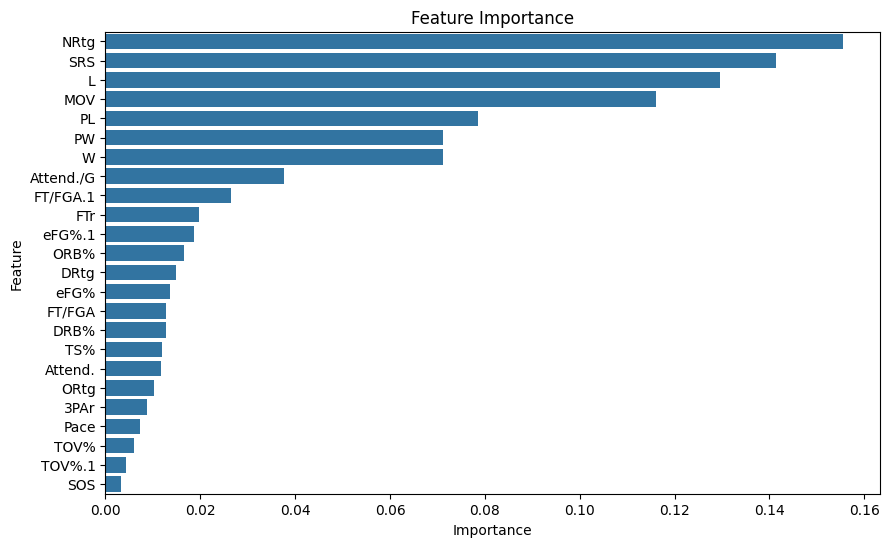 Feature Importance
NRtg
SRS
L
MOV
PL
PW
W
Attend./G
FT/FGA.1
FTr
eFG%.1
ORB%
DRtg
eFG%
FT/FGA
DRB%
TS%
Attend.
ORtg
3PAr
Pace
TOV%
TOV%.1
SOS
Feature
0.00 0.02 0.04 0.06 0.08 0.10 0.12 0.14 0.16
Importance